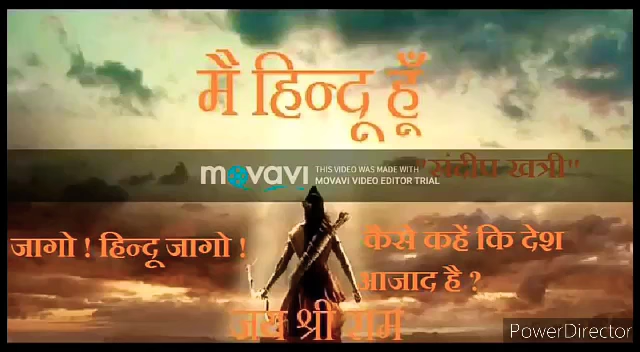 मैं हिन्दू हूँ
"संदीप खत्री"
movavi THIS VIDEO WAS MADE WITH
MOVAVI VIDEO EDITOR TRIAL
जागो ! हिन्दू जागो !
कैसे कहें कि देश
आजाद है ?
जय श्री राम
PowerDirector